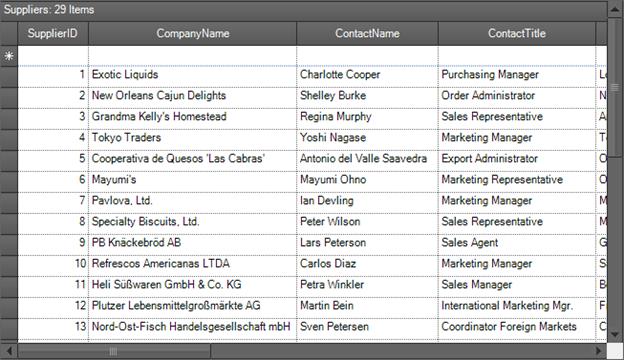 Suppliers: 29 Items
SupplierID CompanyName ContactName ContactTitle
1 Exotic Liquids Charlotte Cooper Purchasing Manager
2 New Orleans Cajun Delights Shelley Burke Order Administrator
3 Grandma Kelly's Homestead Regina Murphy Sales Representative
4 Tokyo Traders Yoshi Nagase Marketing Manager
5 Cooperativa de Quesos 'Las Cabras' Antonio del Valle Saavedra Export Administrator
6 Mayumi's Mayumi Ohno Marketing Representative
7 Pavlova, Ltd. Ian Devling Marketing Manager
8 Specialty Biscuits, Ltd. Peter Wilson Sales Representative
9 PB Knäckebröd AB Lars Peterson Sales Agent
10 Refrescos Americanas LTDA Carlos Diaz Marketing Manager
11 Heli Süßwaren GmbH & Co. KG Petra Winkler Sales Manager
12 Plutzer Lebensmittelgroßmärkte AG Martin Bein International Marketing Mgr.
13 Nord-Ost-Fisch Handelsgesellschaft mbH Sven Petersen Coordinator Foreign Markets